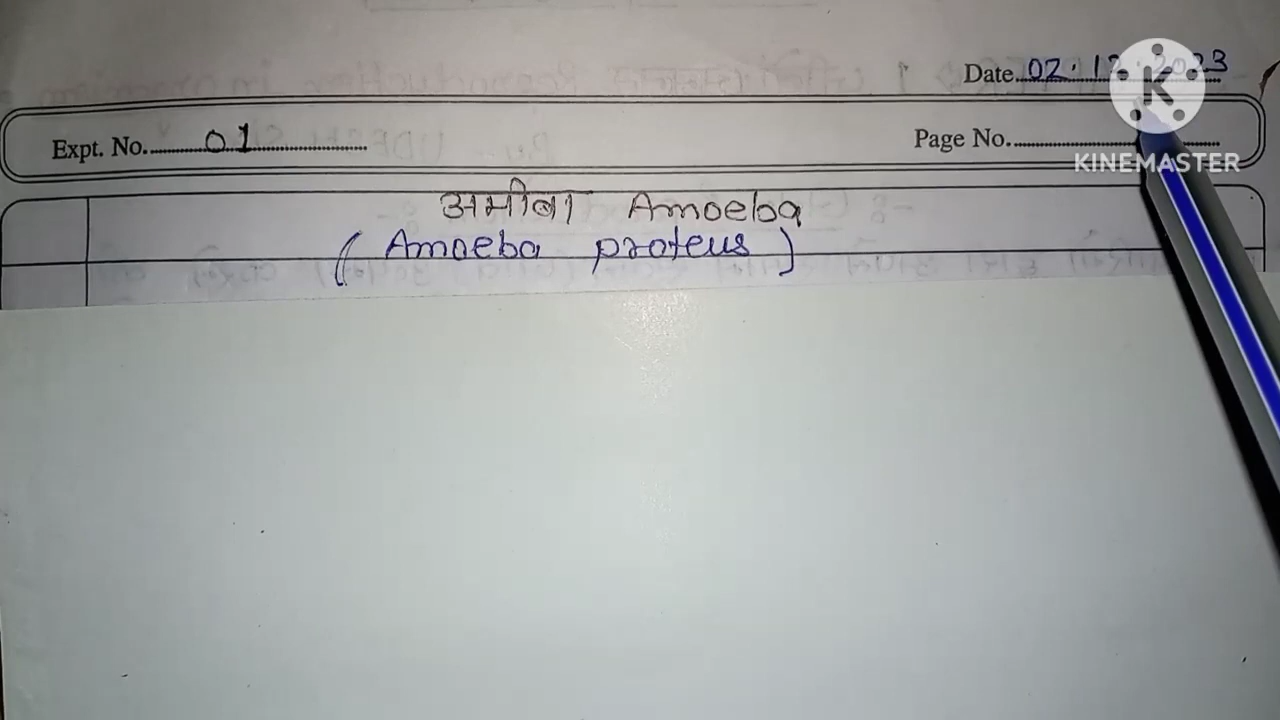 Date 02.12.2023
Expt. No. 01
Page No.
KINEMASTER
अमीबा Amoeba
( Amoeba proteus )